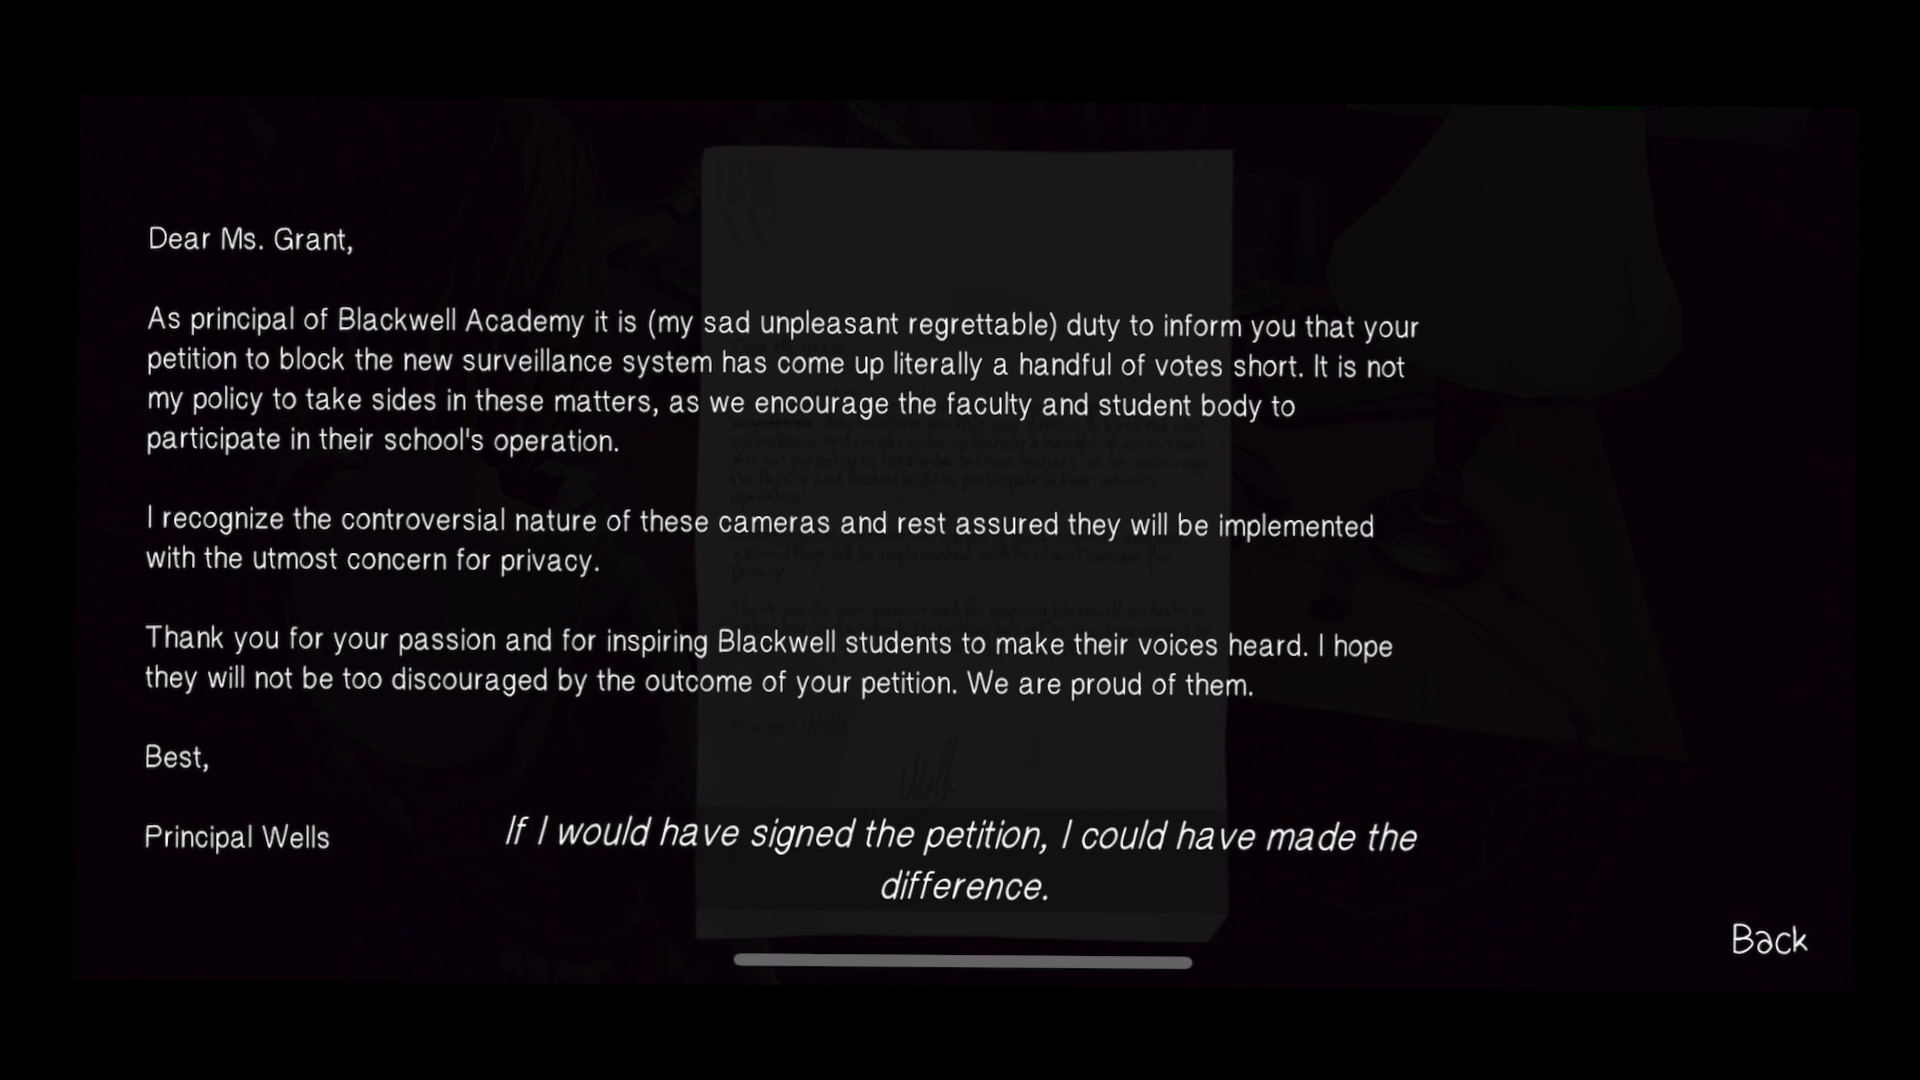 Dear Ms. Grant,
As principal of Blackwell Academy it is (my sad unpleasant regrettable) duty to inform you that your
petition to block the new surveillance system has come up literally a handful of votes short. It is not
my policy to take sides in these matters, as we encourage the faculty and student body to
participate in their school's operation.
I recognize the controversial nature of these cameras and rest assured they will be implemented
with the utmost concern for privacy.
Thank you for your passion and for inspiring Blackwell students to make their voices heard. I hope
they will not be too discouraged by the outcome of your petition. We are proud of them.
Best,
Principal Wells
If I would have signed the petition, I could have made the
difference.
Back